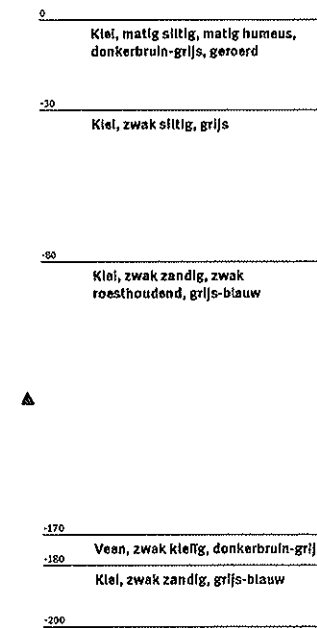 0
Klei, matig siltig, matig humeus,
donkerbruin-grijs, geroerd
-30
Klei, zwak siltig, grijs
-80
Klei, zwak zandig, zwak
roesthoudend, grijs-blauw
-170
Veen, zwak kleiïg, donkerbruin-grij
-180
Klei, zwak zandig, grijs-blauw
-200